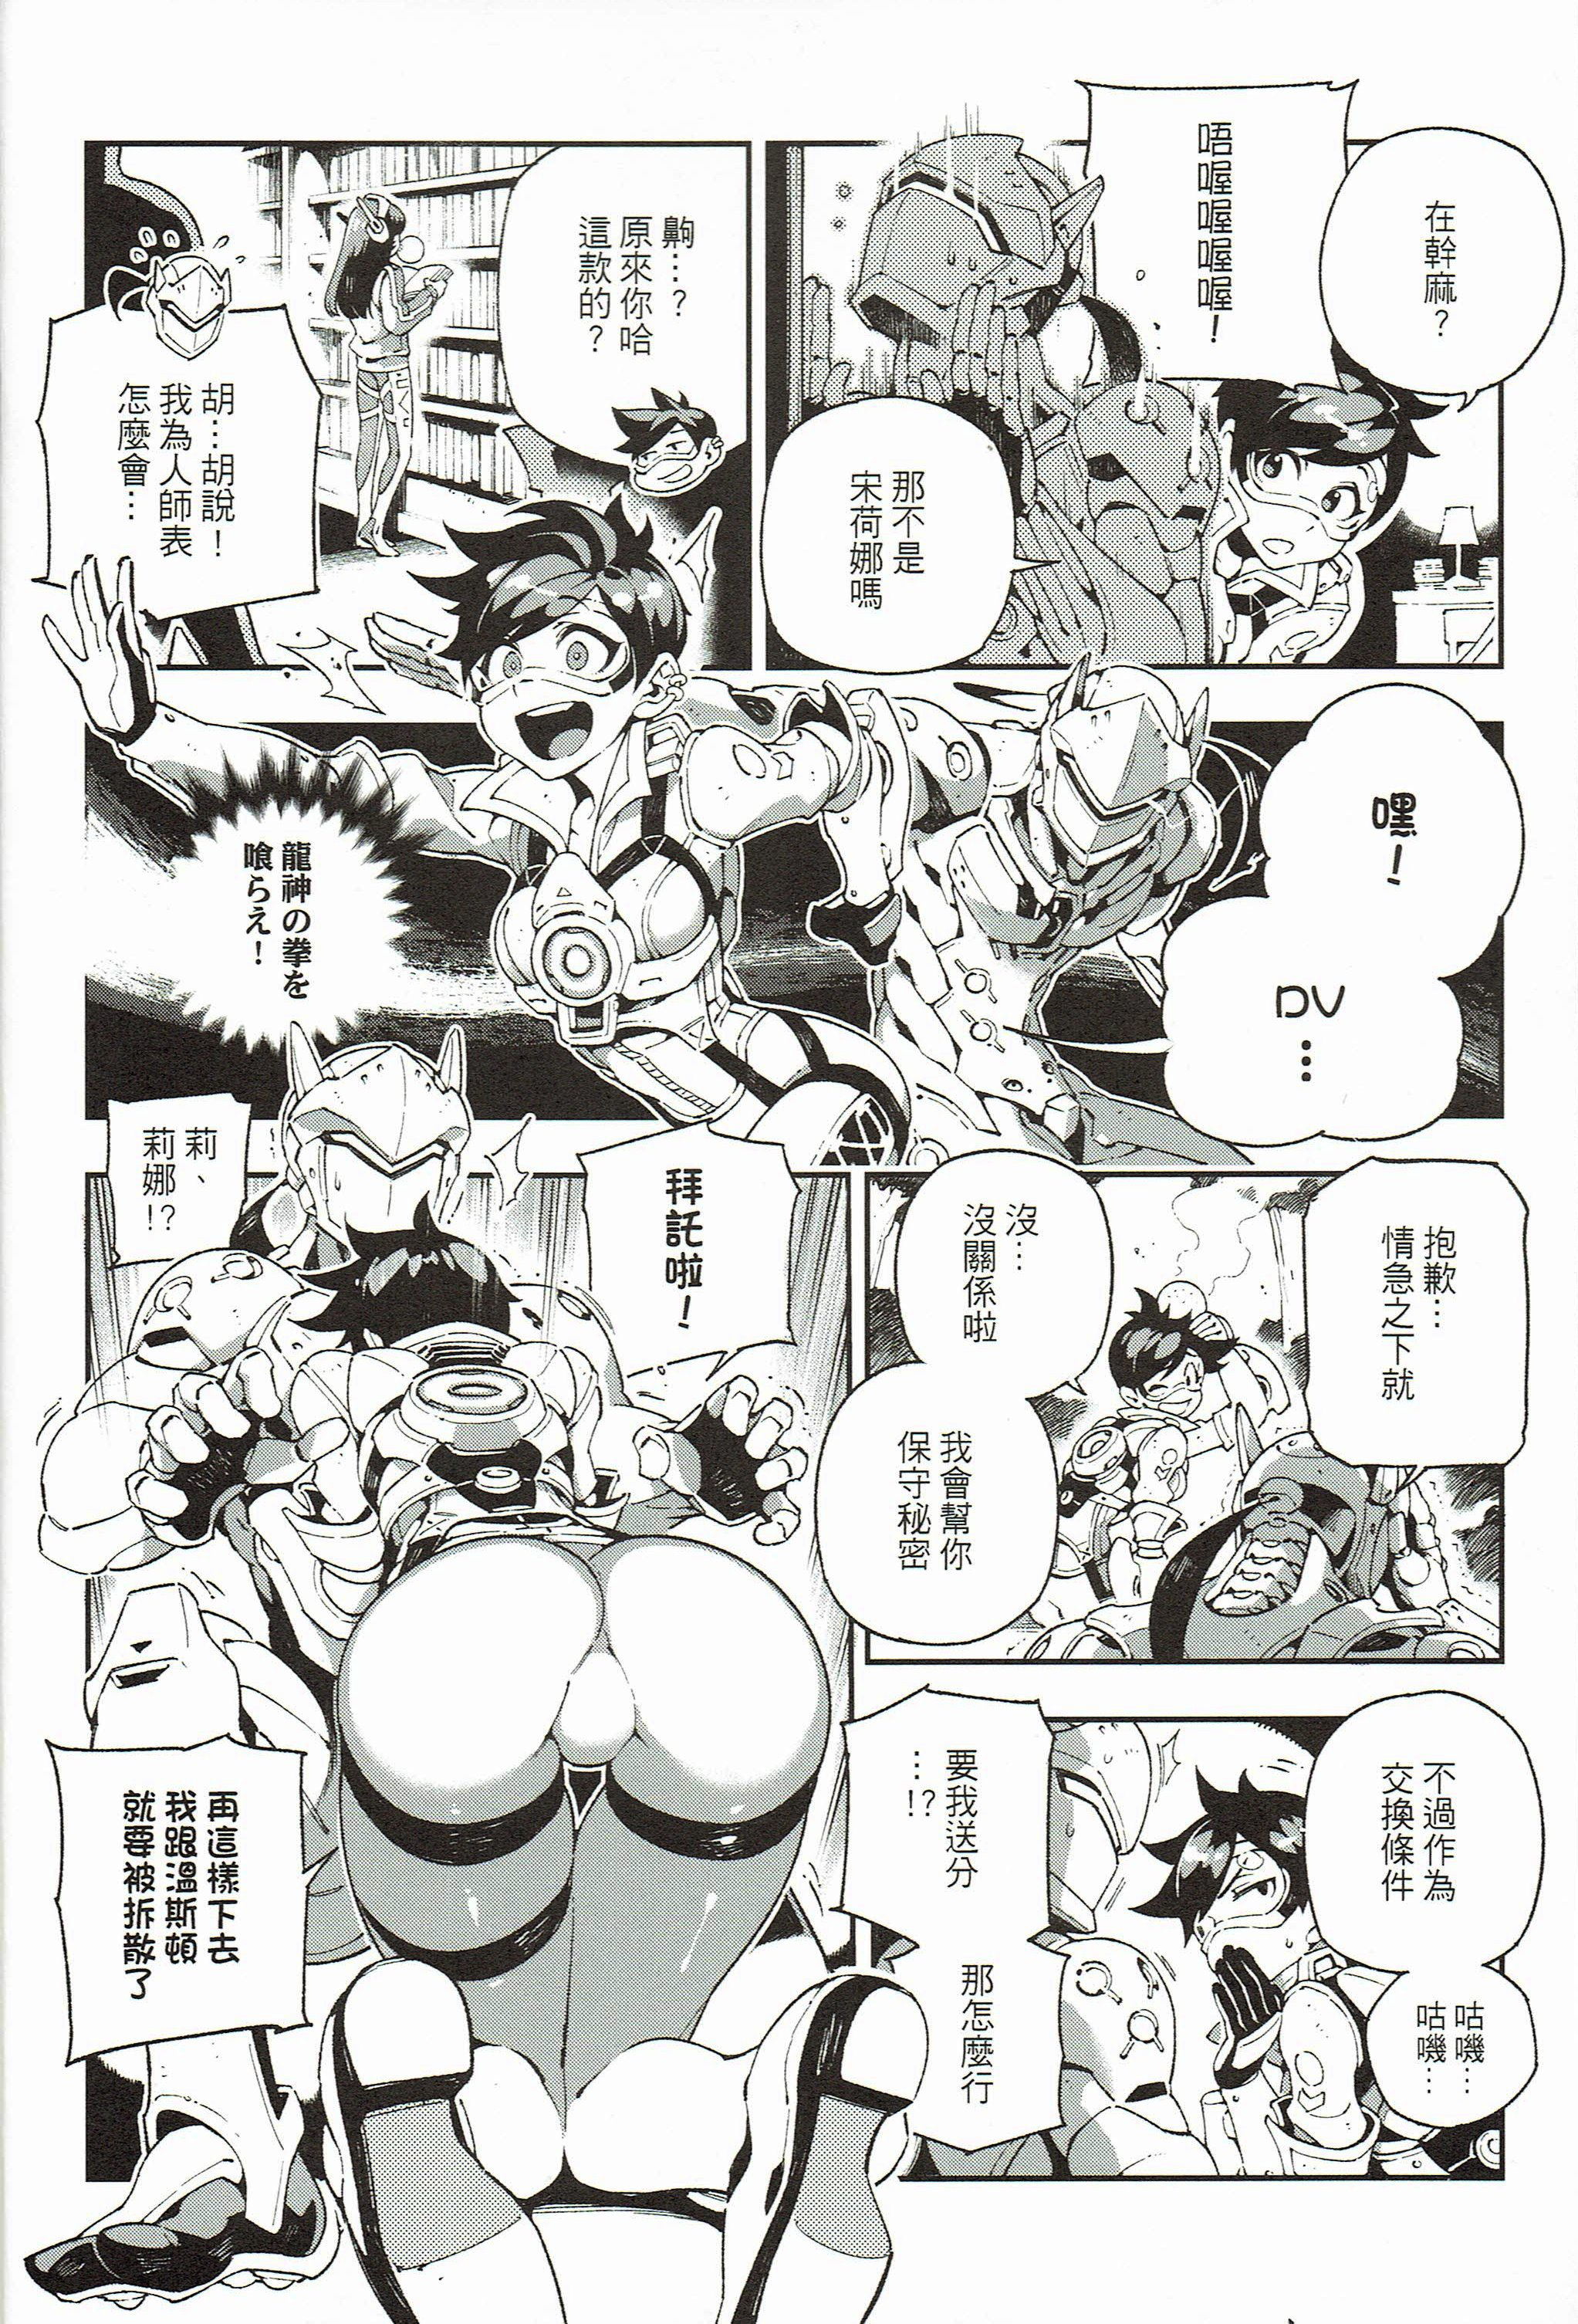 在幹麻？
唔喔喔喔喔喔！
那不是
宋荷娜嗎
齁…？
原來你哈
這款的？
胡…胡說！
我為人師表
怎麼會…
嘿！
DV
…
龍神の拳を
喰らえ！
抱歉…
情急之下就
沒…
沒關係啦
我會幫你
保守秘密
不過作為
交換條件
咕嘰…
咕嘰…
要我送分
…!?
那怎麼行
拜託啦！
莉、
莉娜!?
再這樣下去
我跟溫斯頓
就要被拆散了